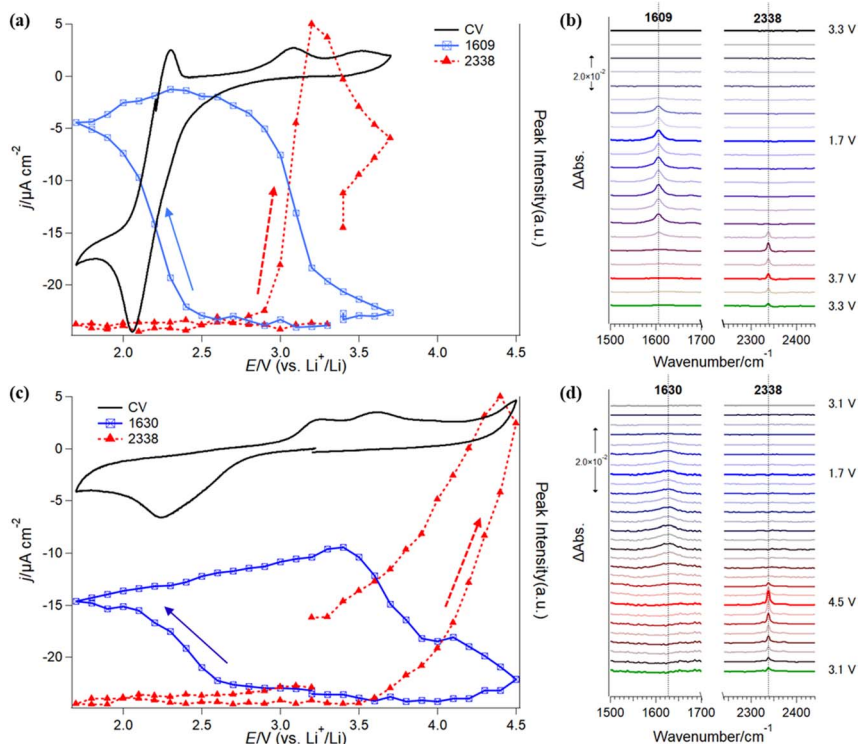 (a)
CV
1609
2338
5
0
-5
-10
-15
-20
j/µA cm⁻²
Peak Intensity(a.u.)
2.0 2.5 3.0 3.5 4.0 4.5
E/V (vs. Li⁺/Li)
(b)
1609 2338
3.3 V
2.0×10⁻²
1.7 V
3.7 V
3.3 V
ΔAbs.
1500 1600 1700 2300 2400
Wavenumber/cm⁻¹
(c)
CV
1630
2338
5
0
-5
-10
-15
-20
j/µA cm⁻²
Peak Intensity(a.u.)
2.0 2.5 3.0 3.5 4.0 4.5
E/V (vs. Li⁺/Li)
(d)
1630 2338
3.1 V
2.0×10⁻²
1.7 V
4.5 V
3.1 V
ΔAbs.
1500 1600 1700 2300 2400
Wavenumber/cm⁻¹